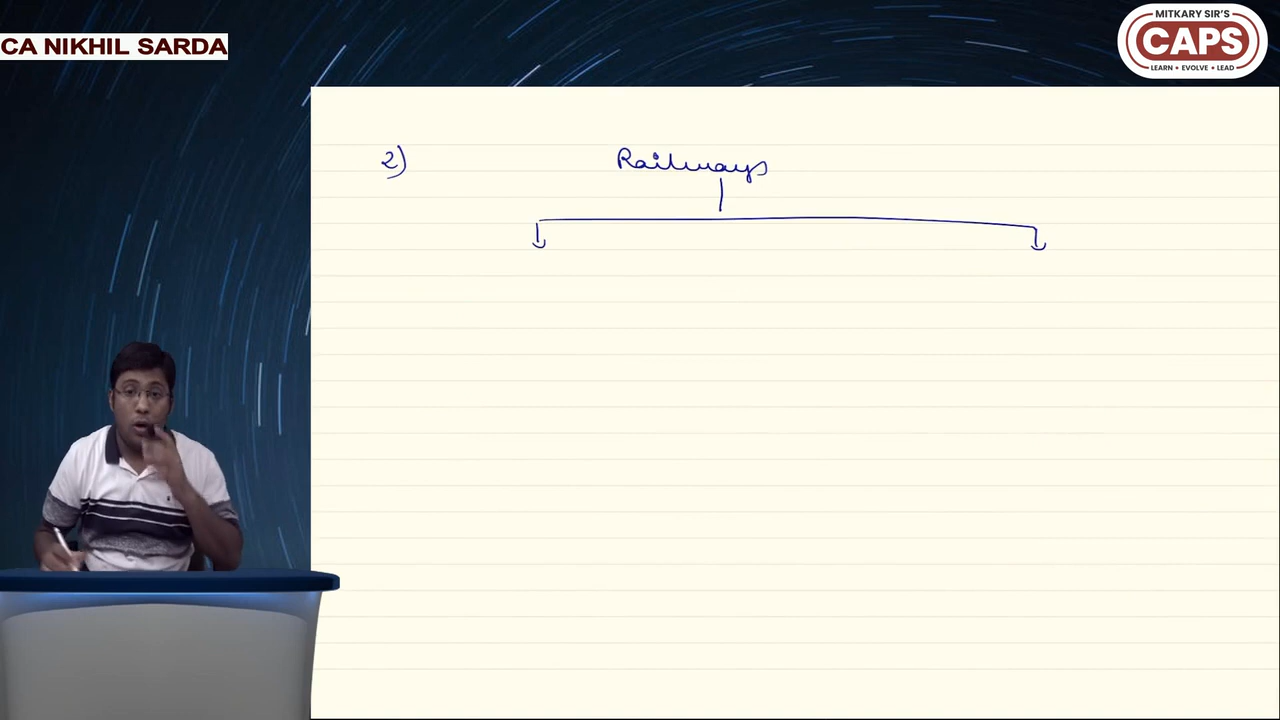 CA NIKHIL SARDA
MITKARY SIR'S
CAPS
LEARN • EVOLVE • LEAD
2) Railways